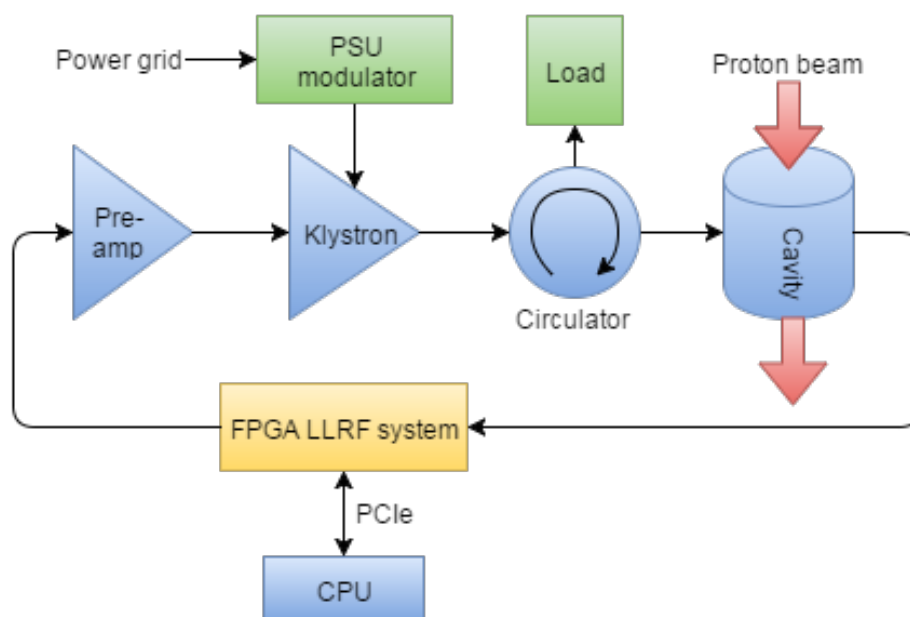 Power grid
PSU
modulator
Load
Proton beam
Pre-
amp
Klystron
Circulator
Cavity
FPGA LLRF system
PCIe
CPU